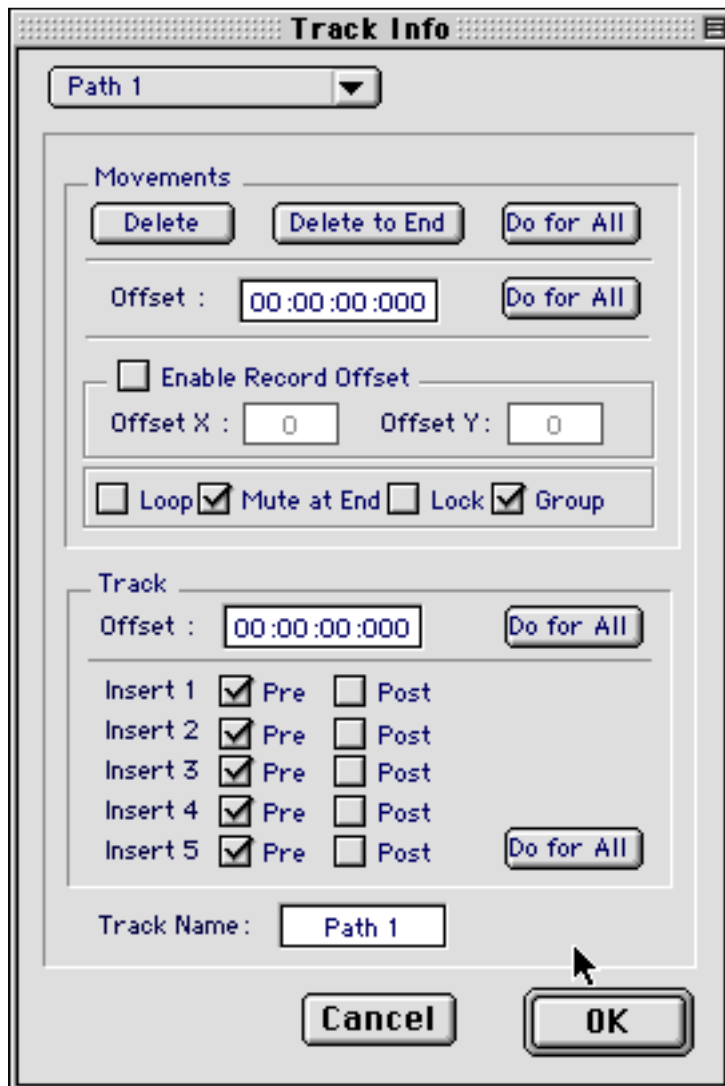 Track Info
Path 1
Movements
Delete Delete to End Do for All
Offset : 00:00:00:000 Do for All
Enable Record Offset
Offset X : 0 Offset Y : 0
Loop Mute at End Lock Group
Track
Offset : 00:00:00:000 Do for All
Insert 1 Pre Post
Insert 2 Pre Post
Insert 3 Pre Post
Insert 4 Pre Post
Insert 5 Pre Post Do for All
Track Name : Path 1
Cancel OK